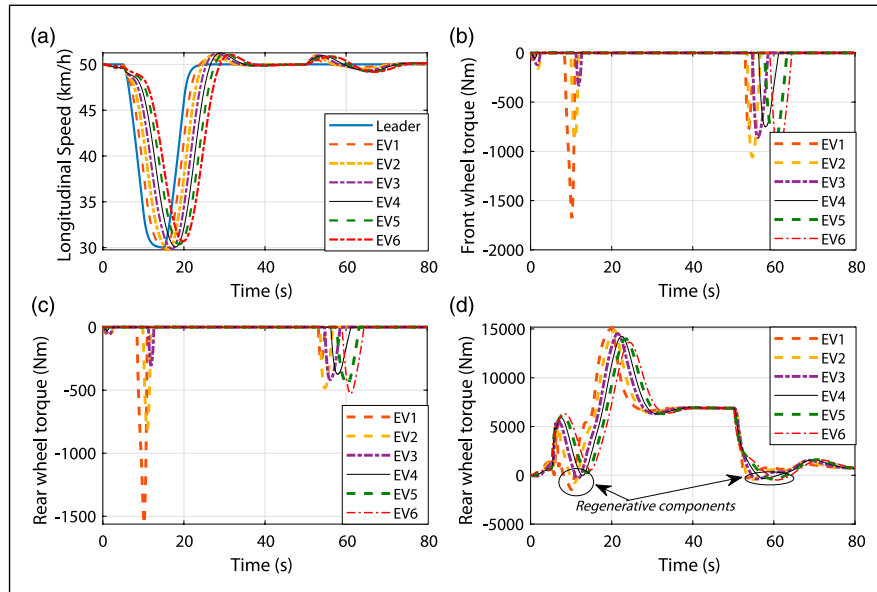 (a)
Longitudinal Speed (km/h)
50
45
40
35
30
0
20
40
60
80
Time (s)
Leader
EV1
EV2
EV3
EV4
EV5
EV6
(b)
Front wheel torque (Nm)
0
-500
-1000
-1500
-2000
0
20
40
60
80
Time (s)
EV1
EV2
EV3
EV4
EV5
EV6
(c)
Rear wheel torque (Nm)
0
-500
-1000
-1500
0
20
40
60
80
Time (s)
EV1
EV2
EV3
EV4
EV5
EV6
(d)
Rear wheel torque (Nm)
15000
10000
5000
0
-5000
0
20
40
60
80
Time (s)
EV1
EV2
EV3
EV4
EV5
EV6
Regenerative components